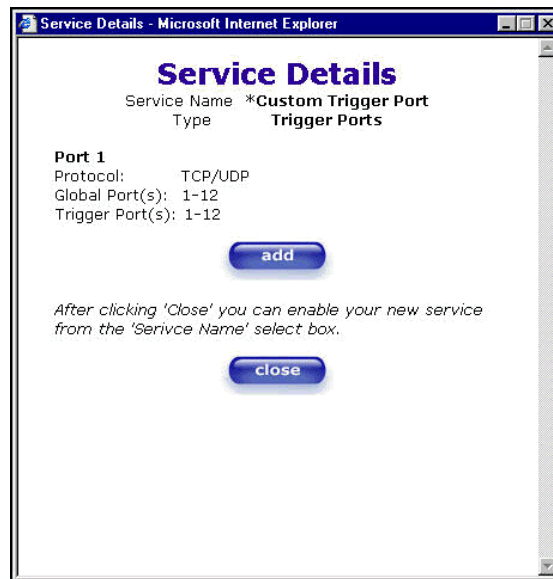 Service Details - Microsoft Internet Explorer
Service Details
Service Name *Custom Trigger Port
Type Trigger Ports
Port 1
Protocol: TCP/UDP
Global Port(s): 1-12
Trigger Port(s): 1-12
add
After clicking 'Close' you can enable your new service
from the 'Serivce Name' select box.
close